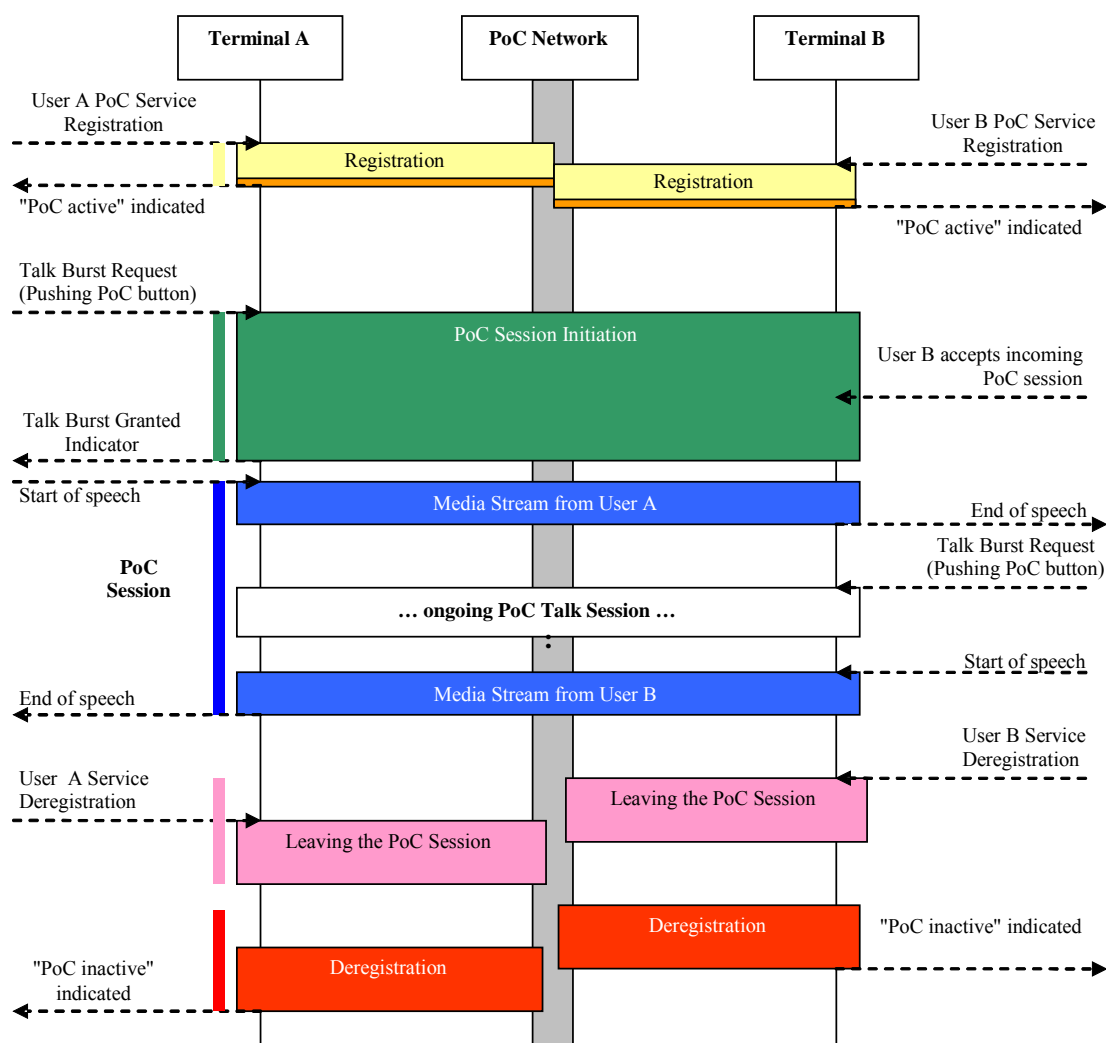 Terminal A
PoC Network
Terminal B
User A PoC Service
Registration
User B PoC Service
Registration
Registration
Registration
"PoC active" indicated
"PoC active" indicated
Talk Burst Request
(Pushing PoC button)
PoC Session Initiation
User B accepts incoming
PoC session
Talk Burst Granted
Indicator
Start of speech
Media Stream from User A
End of speech
Talk Burst Request
(Pushing PoC button)
PoC
Session
… ongoing PoC Talk Session …
:
Start of speech
End of speech
Media Stream from User B
User B Service
Deregistration
User A Service
Deregistration
Leaving the PoC Session
Leaving the PoC Session
Deregistration
"PoC inactive" indicated
Deregistration
"PoC inactive"
indicated